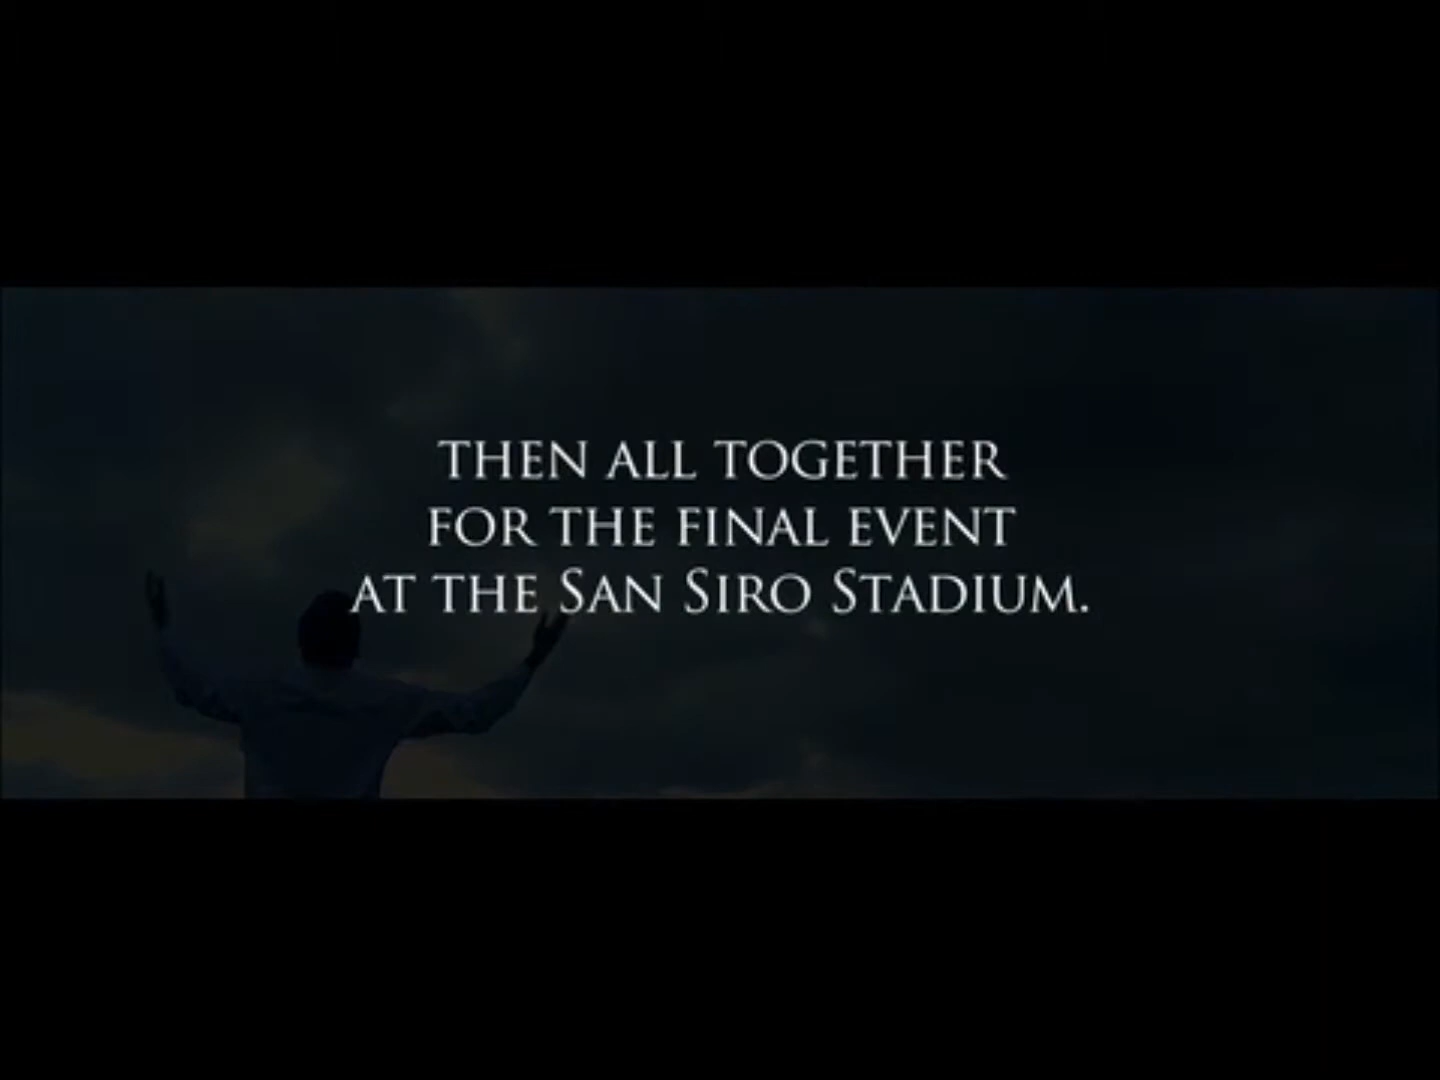 THEN ALL TOGETHER
FOR THE FINAL EVENT
AT THE SAN SIRO STADIUM.